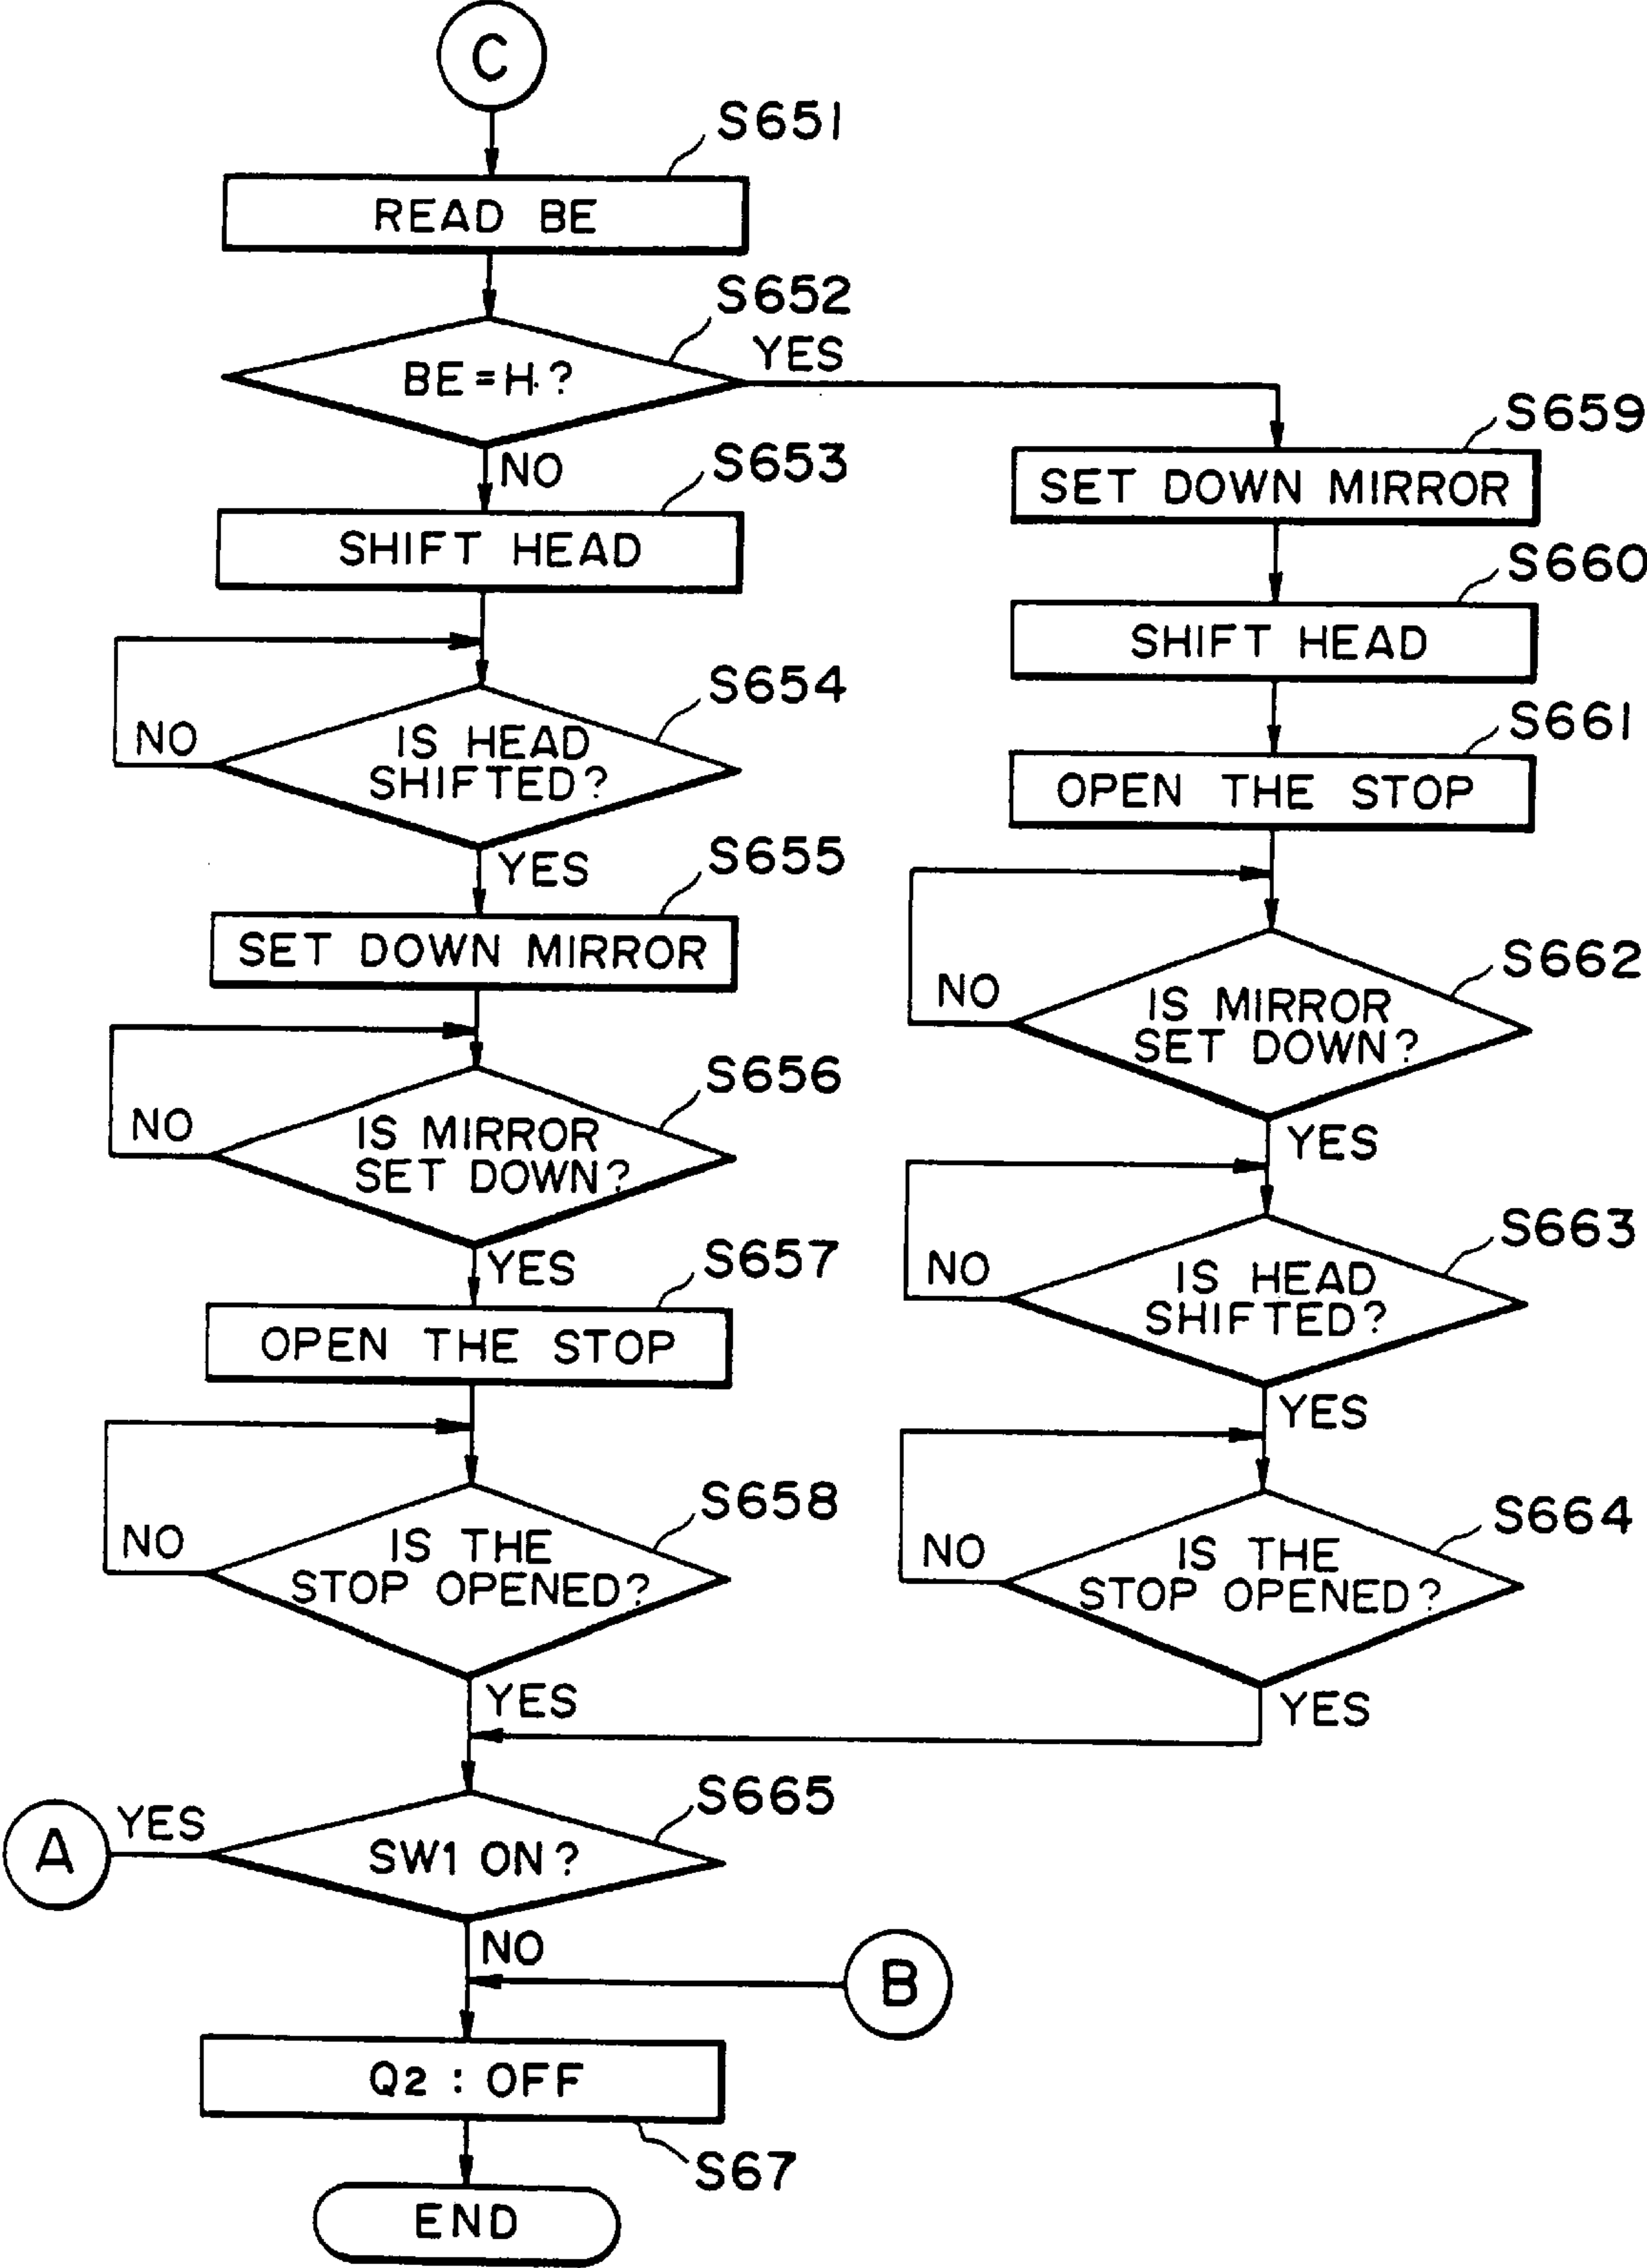 C
S651
READ BE
S652
BE=H?
YES
NO
S653
SHIFT HEAD
S654
IS HEAD
SHIFTED?
NO
YES
S655
SET DOWN MIRROR
S656
IS MIRROR
SET DOWN?
NO
YES
S657
OPEN THE STOP
S658
IS THE
STOP OPENED?
NO
YES
S659
SET DOWN MIRROR
S660
SHIFT HEAD
S661
OPEN THE STOP
S662
IS MIRROR
SET DOWN?
NO
YES
S663
IS HEAD
SHIFTED?
NO
YES
S664
IS THE
STOP OPENED?
NO
YES
S665
SW1 ON?
YES
A
NO
B
Q2 : OFF
S67
END